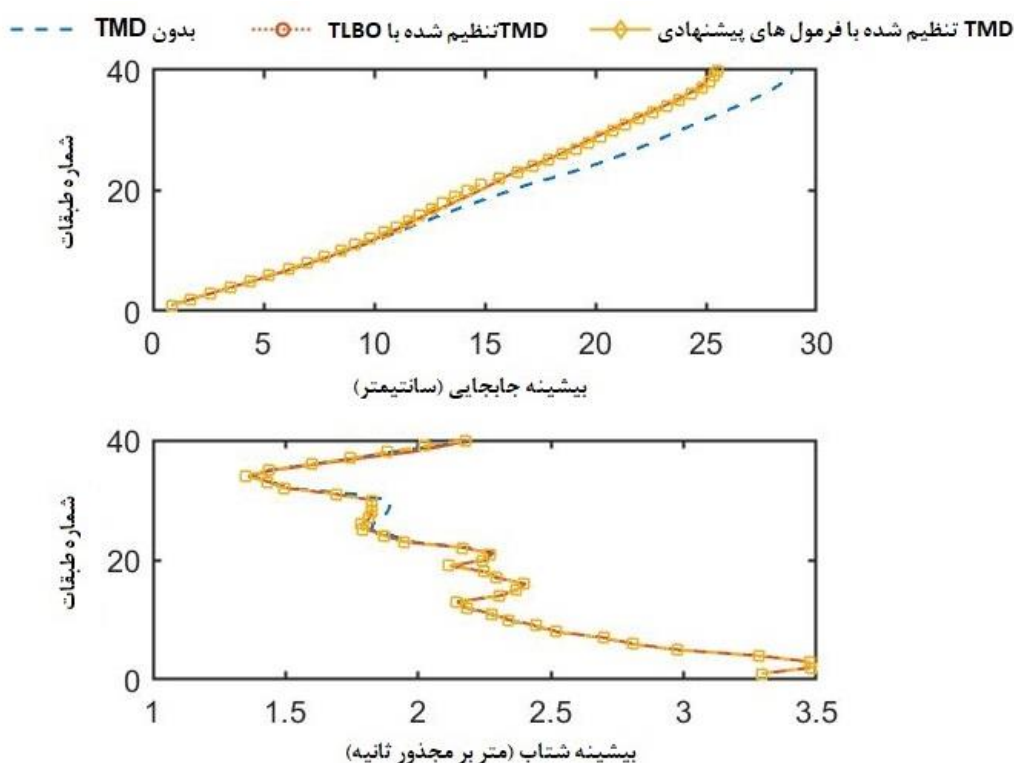 بدون TMD
TMDتنظیم شده با TLBO
TMD تنظیم شده با فرمول های پیشنهادی
40
20
0
شماره طبقات
0 5 10 15 20 25 30
بیشینه جابجایی (سانتیمتر)
40
20
0
شماره طبقات
1 1.5 2 2.5 3 3.5
بیشینه شتاب (متر بر مجذور ثانیه)